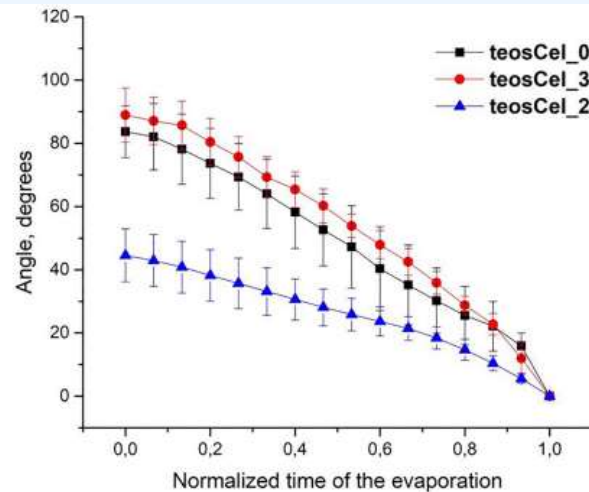 120
100
80
60
40
20
0
Angle, degrees
teosCel_0
teosCel_3
teosCel_2
0,0 0,2 0,4 0,6 0,8 1,0
Normalized time of the evaporation